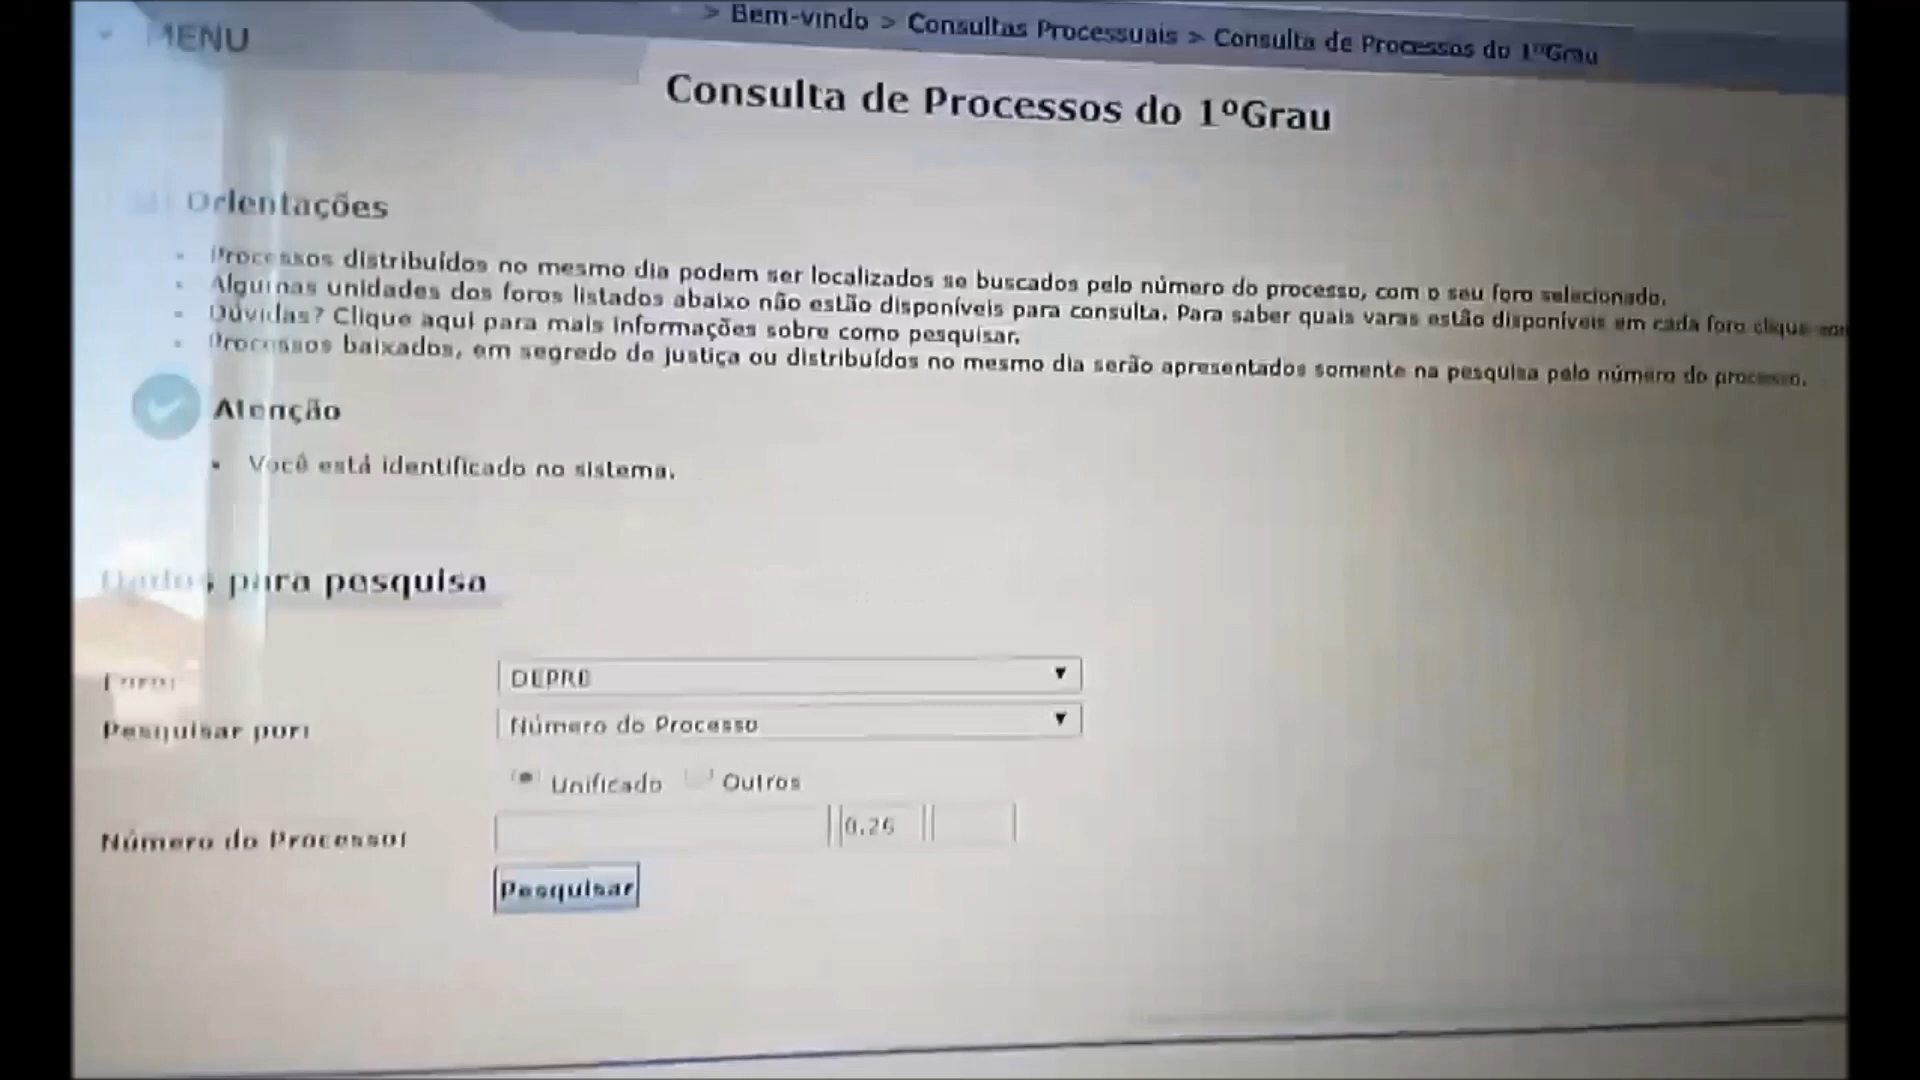 MENU
> Bem-vindo > Consultas Processuais > Consulta de Processos do 1ºGrau
Consulta de Processos do 1ºGrau
Orientações
Processos distribuídos no mesmo dia podem ser localizados se buscados pelo número do processo, com o seu foro selecionado.
Algumas unidades dos foros listados abaixo não estão disponíveis para consulta. Para saber quais varas estão disponíveis em cada foro clique
Dúvidas? Clique aqui para mais informações sobre como pesquisar.
Processos baixados, em segredo de justiça ou distribuídos no mesmo dia serão apresentados somente na pesquisa pelo número do processo.
Atenção
Você está identificado no sistema.
Dados para pesquisa
Foro: DEPRE
Pesquisar por: Número do Processo
Unificado Outros
Número do Processo: 8.26
Pesquisar